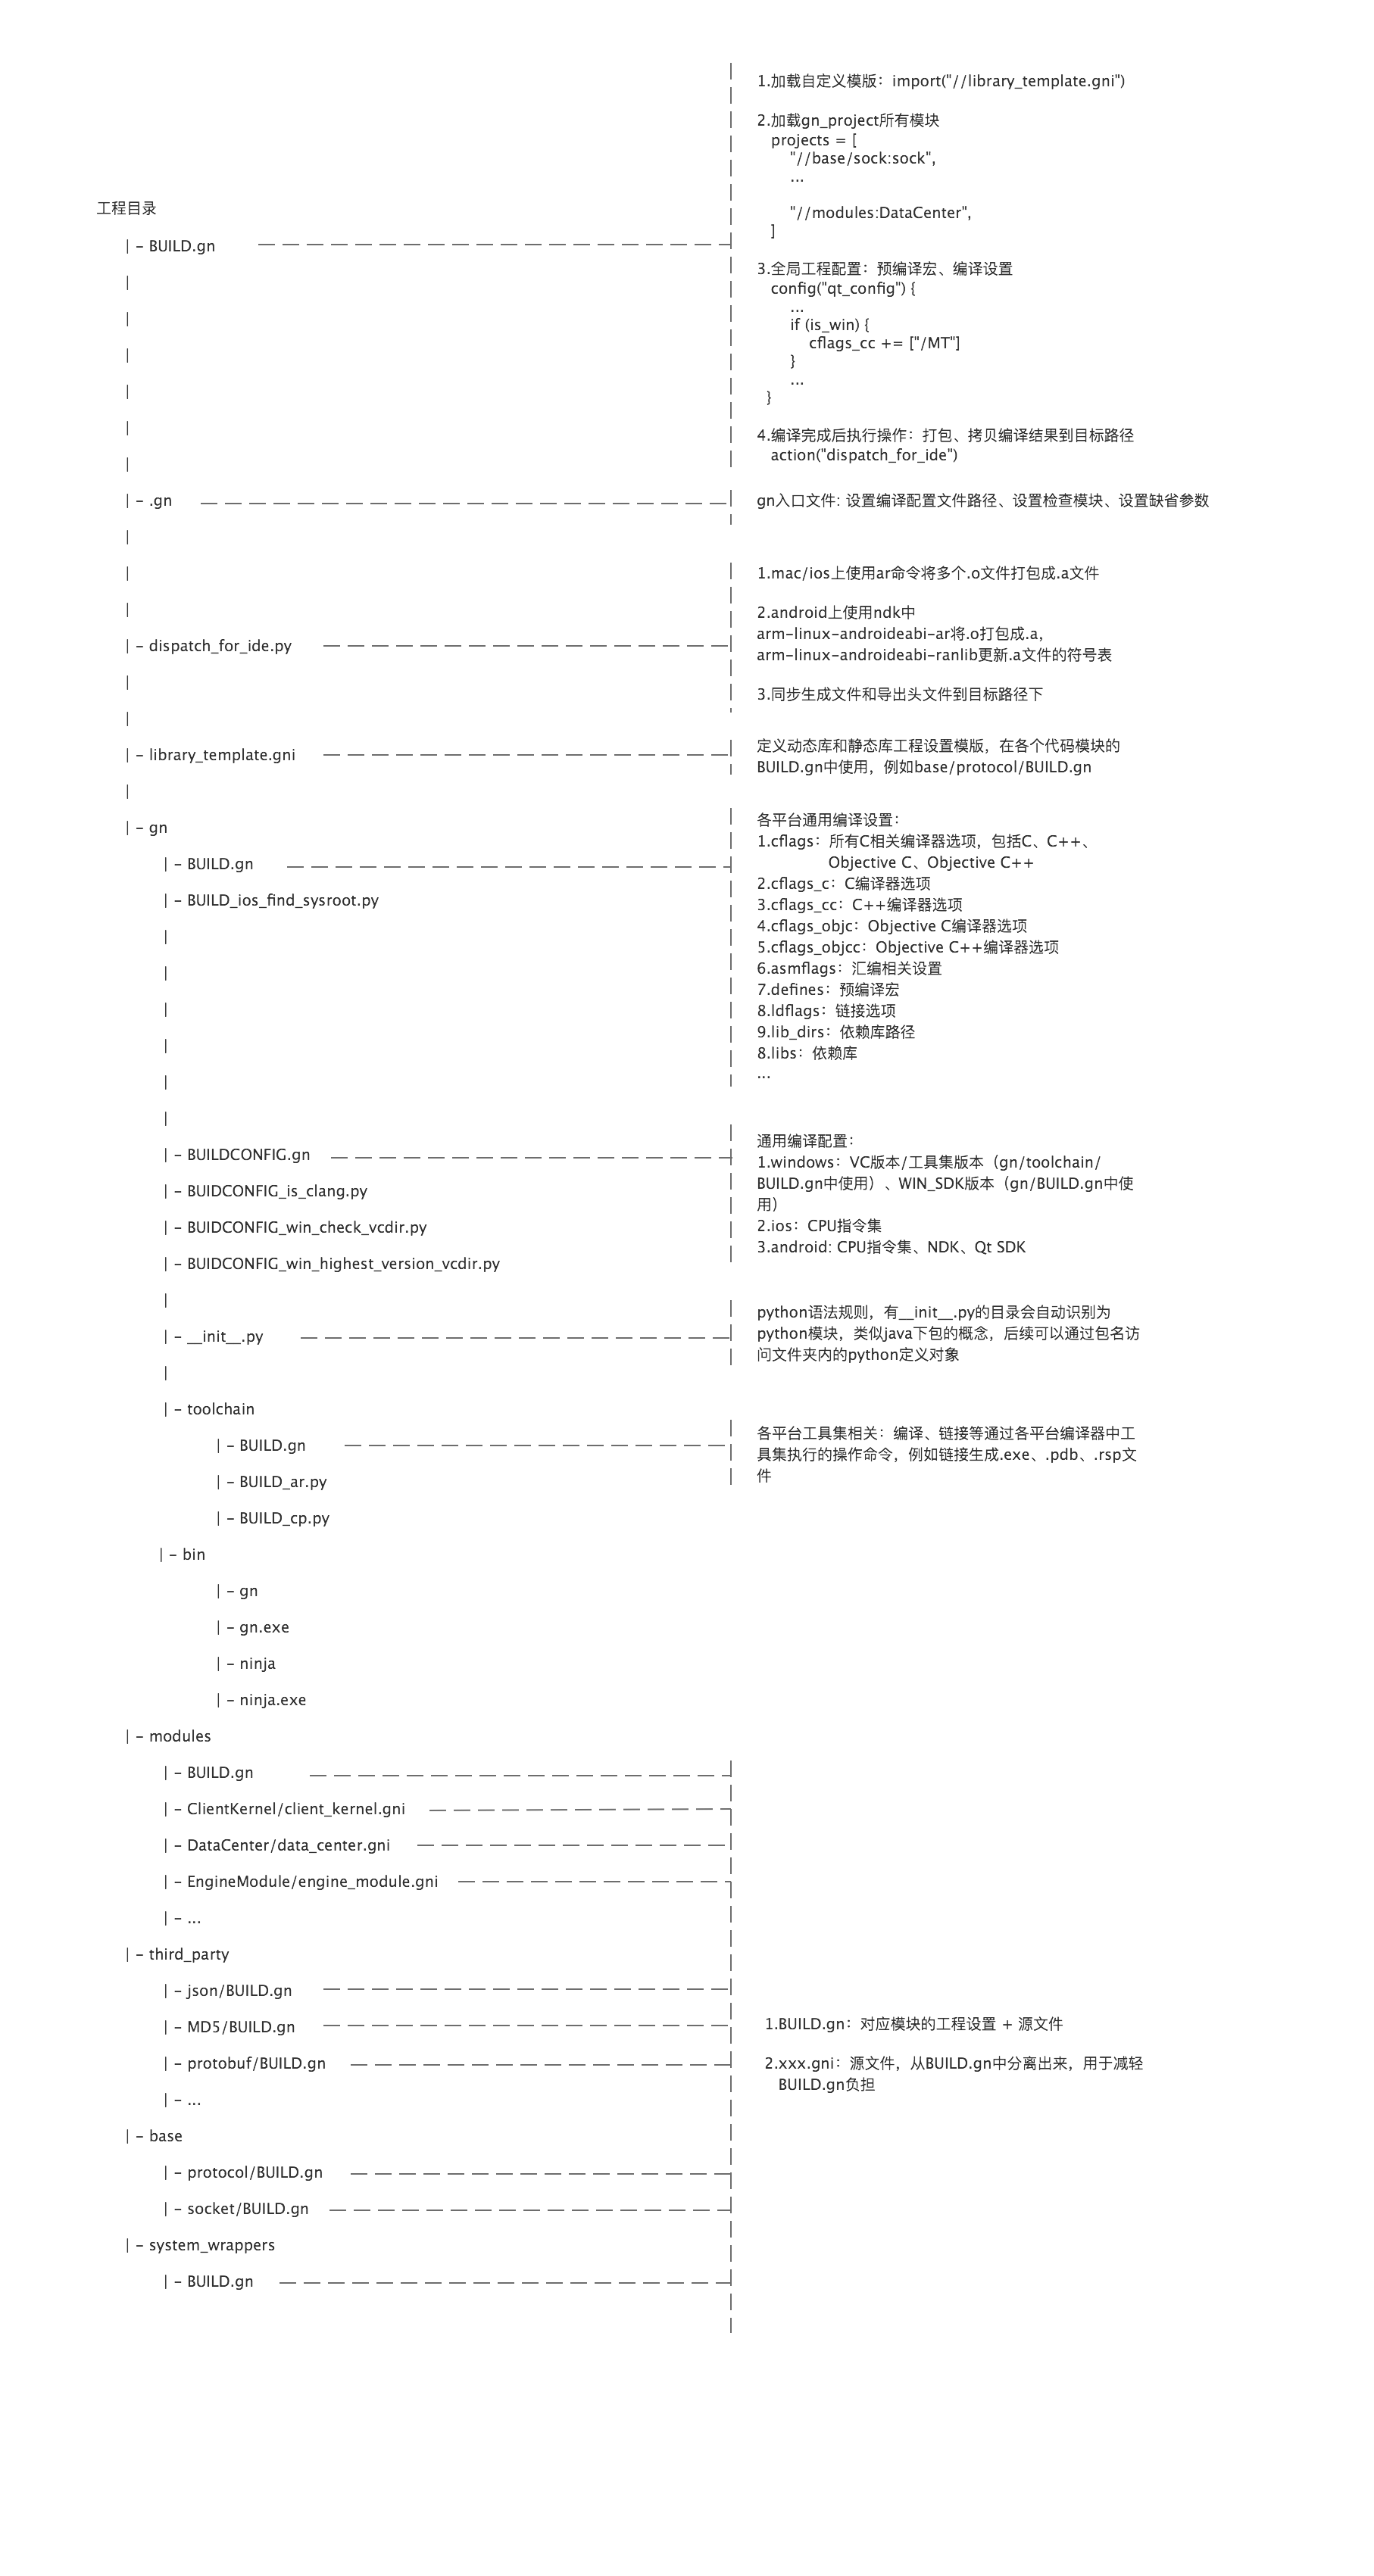 工程目录
| - BUILD.gn
1.加载自定义模版：import("//library_template.gni")
2.加载gn_project所有模块
projects = [
"//base/sock:sock",
...
"//modules:DataCenter",
]
3.全局工程配置：预编译宏、编译设置
config("qt_config") {
...
if (is_win) {
cflags_cc += ["/MT"]
}
...
}
4.编译完成后执行操作：打包、拷贝编译结果到目标路径
action("dispatch_for_ide")
| - .gn
gn入口文件: 设置编译配置文件路径、设置检查模块、设置缺省参数
| - dispatch_for_ide.py
1.mac/ios上使用ar命令将多个.o文件打包成.a文件
2.android上使用ndk中
arm-linux-androideabi-ar将.o打包成.a,
arm-linux-androideabi-ranlib更新.a文件的符号表
3.同步生成文件和导出头文件到目标路径下
| - library_template.gni
定义动态库和静态库工程设置模版，在各个代码模块的
BUILD.gn中使用，例如base/protocol/BUILD.gn
| - gn
| - BUILD.gn
| - BUILD_ios_find_sysroot.py
各平台通用编译设置：
1.cflags：所有C相关编译器选项，包括C、C++、
Objective C、Objective C++
2.cflags_c：C编译器选项
3.cflags_cc：C++编译器选项
4.cflags_objc：Objective C编译器选项
5.cflags_objcc：Objective C++编译器选项
6.asmflags：汇编相关设置
7.defines：预编译宏
8.ldflags：链接选项
9.lib_dirs：依赖库路径
8.libs：依赖库
...
| - BUILDCONFIG.gn
| - BUIDCONFIG_is_clang.py
| - BUIDCONFIG_win_check_vcdir.py
| - BUIDCONFIG_win_highest_version_vcdir.py
通用编译配置：
1.windows：VC版本/工具集版本（gn/toolchain/
BUILD.gn中使用）、WIN_SDK版本（gn/BUILD.gn中使
用）
2.ios：CPU指令集
3.android: CPU指令集、NDK、Qt SDK
| - __init__.py
python语法规则，有__init__.py的目录会自动识别为
python模块，类似java下包的概念，后续可以通过包名访
问文件夹内的python定义对象
| - toolchain
| - BUILD.gn
| - BUILD_ar.py
| - BUILD_cp.py
各平台工具集相关：编译、链接等通过各平台编译器中工
具集执行的操作命令，例如链接生成.exe、.pdb、.rsp文
件
| - bin
| - gn
| - gn.exe
| - ninja
| - ninja.exe
| - modules
| - BUILD.gn
| - ClientKernel/client_kernel.gni
| - DataCenter/data_center.gni
| - EngineModule/engine_module.gni
| - ...
| - third_party
| - json/BUILD.gn
| - MD5/BUILD.gn
| - protobuf/BUILD.gn
| - ...
| - base
| - protocol/BUILD.gn
| - socket/BUILD.gn
| - system_wrappers
| - BUILD.gn
1.BUILD.gn：对应模块的工程设置 + 源文件
2.xxx.gni：源文件，从BUILD.gn中分离出来，用于减轻
BUILD.gn负担